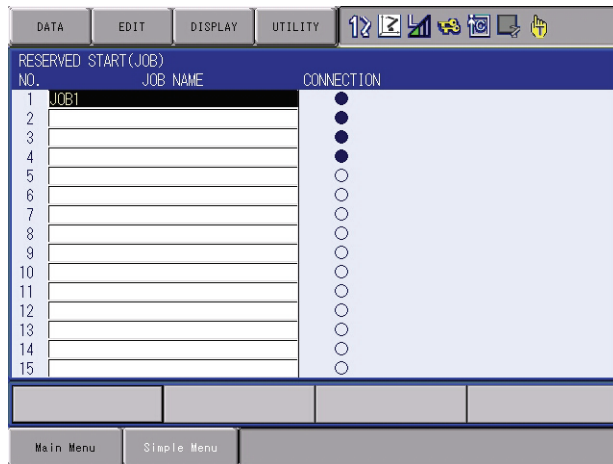 DATA EDIT DISPLAY UTILITY
RESERVED START(JOB)
NO. JOB NAME CONNECTION
1 JOB1
2
3
4
5
6
7
8
9
10
11
12
13
14
15
Main Menu Simple Menu